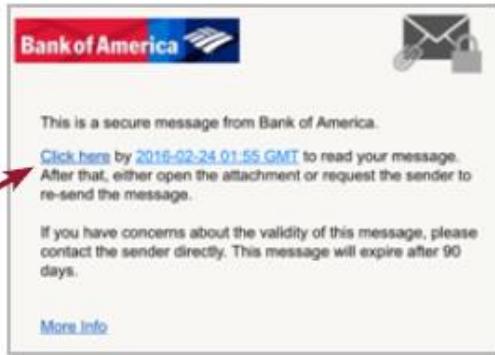 Bank of America
This is a secure message from Bank of America.
Click here by 2016-02-24 01:55 GMT to read your message.
After that, either open the attachment or request the sender to
re-send the message.
If you have concerns about the validity of this message, please
contact the sender directly. This message will expire after 90
days.
More Info